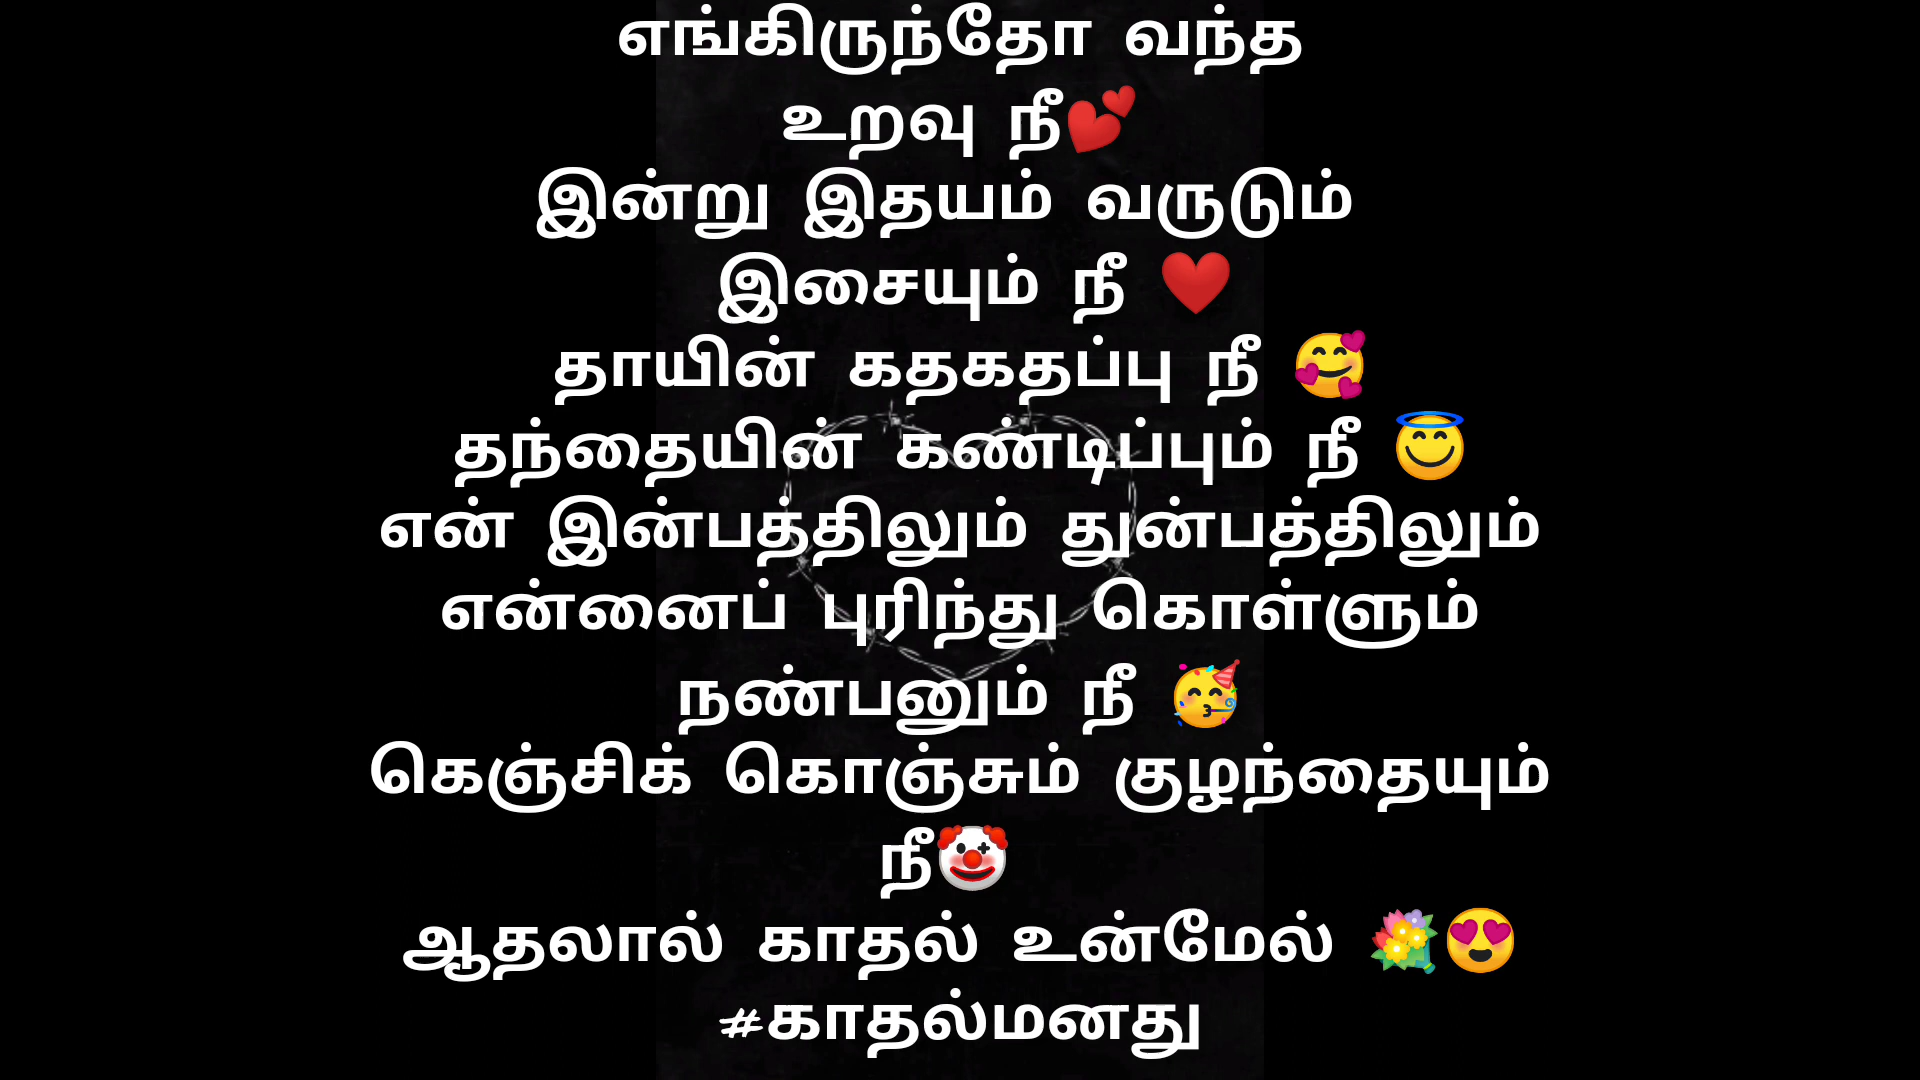 எங்கிருந்தோ வந்த
உறவு நீ💕
இன்று இதயம் வருடும்
இசையும் நீ ❤️
தாயின் கதகதப்பு நீ 🥰
தந்தையின் கண்டிப்பும் நீ 😇
என் இன்பத்திலும் துன்பத்திலும்
என்னைப் புரிந்து கொள்ளும்
நண்பனும் நீ 🥳
கெஞ்சிக் கொஞ்சும் குழந்தையும்
நீ🤡
ஆதலால் காதல் உன்மேல் 💐😍
#காதல்மனது